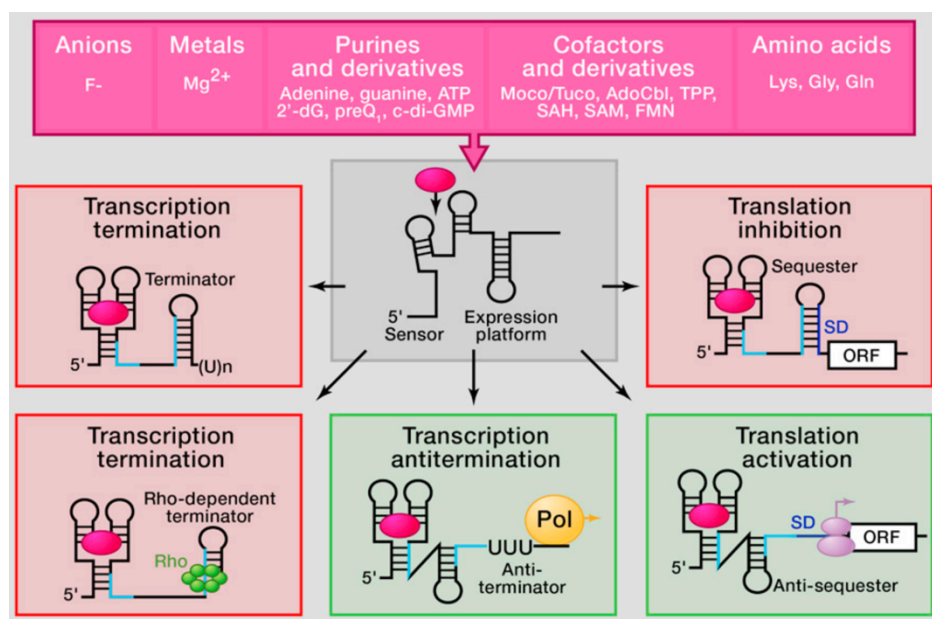 Anions
F-
Metals
Mg2+
Purines
and derivatives
Adenine, guanine, ATP
2'-dG, preQ1, c-di-GMP
Cofactors
and derivatives
Moco/Tuco, AdoCbl, TPP,
SAH, SAM, FMN
Amino acids
Lys, Gly, Gln
Transcription
termination
Terminator
5'
(U)n
5'
Sensor
Expression
platform
Translation
inhibition
Sequester
SD
5'
ORF
Transcription
termination
Rho-dependent
terminator
Rho
5'
Transcription
antitermination
Pol
UUU
Anti-
terminator
5'
Translation
activation
SD
ORF
5'
Anti-sequester